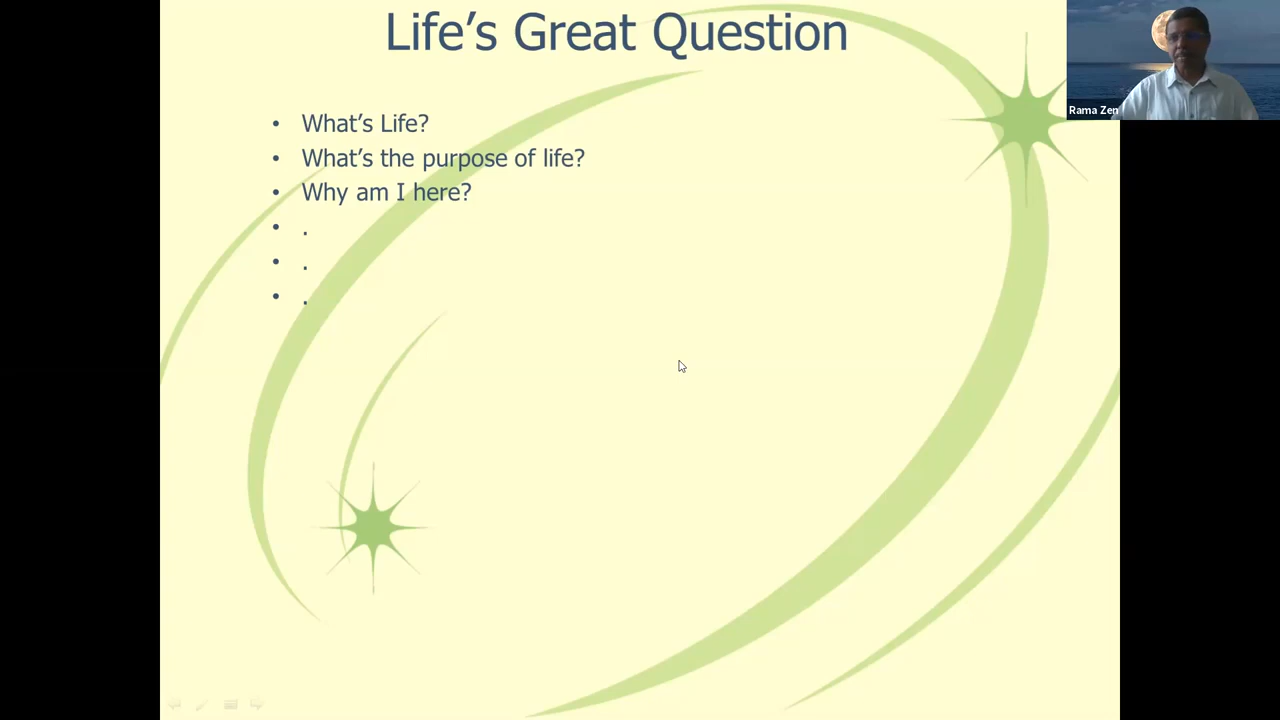 Life's Great Question
• What's Life?
• What's the purpose of life?
• Why am I here?
• .
• .
• .
Rama Zen